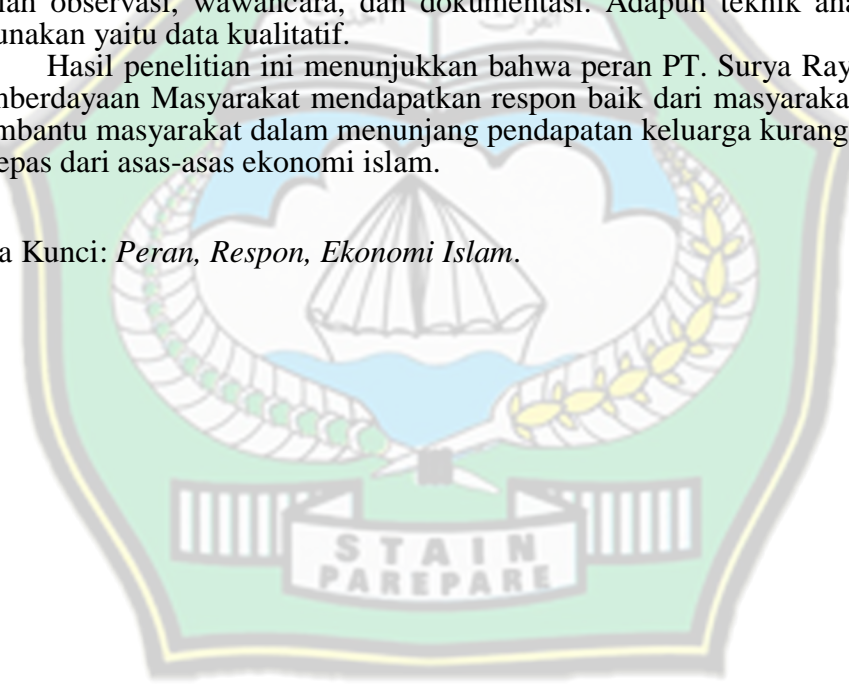 lah observasi, wawancara, dan dokumentasi. Adapun teknik ana
unakan yaitu data kualitatif.
Hasil penelitian ini menunjukkan bahwa peran PT. Surya Ray
mberdayaan Masyarakat mendapatkan respon baik dari masyaraka
mbantu masyarakat dalam menunjang pendapatan keluarga kurang
epas dari asas-asas ekonomi islam.
a Kunci: Peran, Respon, Ekonomi Islam.
STAIN
PAREPARE